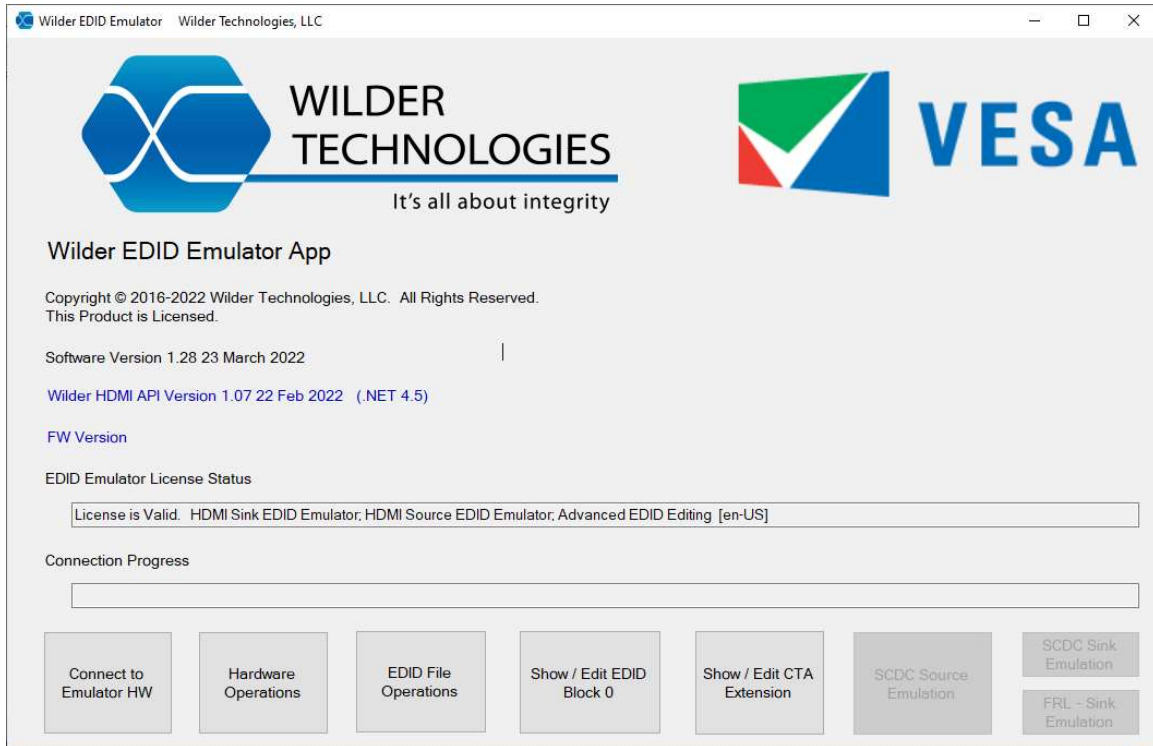 Wilder EDID Emulator Wilder Technologies, LLC
WILDER
TECHNOLOGIES
It's all about integrity
VESA
Wilder EDID Emulator App
Copyright © 2016-2022 Wilder Technologies, LLC. All Rights Reserved.
This Product is Licensed.
Software Version 1.28 23 March 2022
Wilder HDMI API Version 1.07 22 Feb 2022 (.NET 4.5)
FW Version
EDID Emulator License Status
License is Valid. HDMI Sink EDID Emulator; HDMI Source EDID Emulator; Advanced EDID Editing [en-US]
Connection Progress
Connect to
Emulator HW
Hardware
Operations
EDID File
Operations
Show / Edit EDID
Block 0
Show / Edit CTA
Extension
SCDC Source
Emulation
SCDC Sink
Emulation
FRL - Sink
Emulation